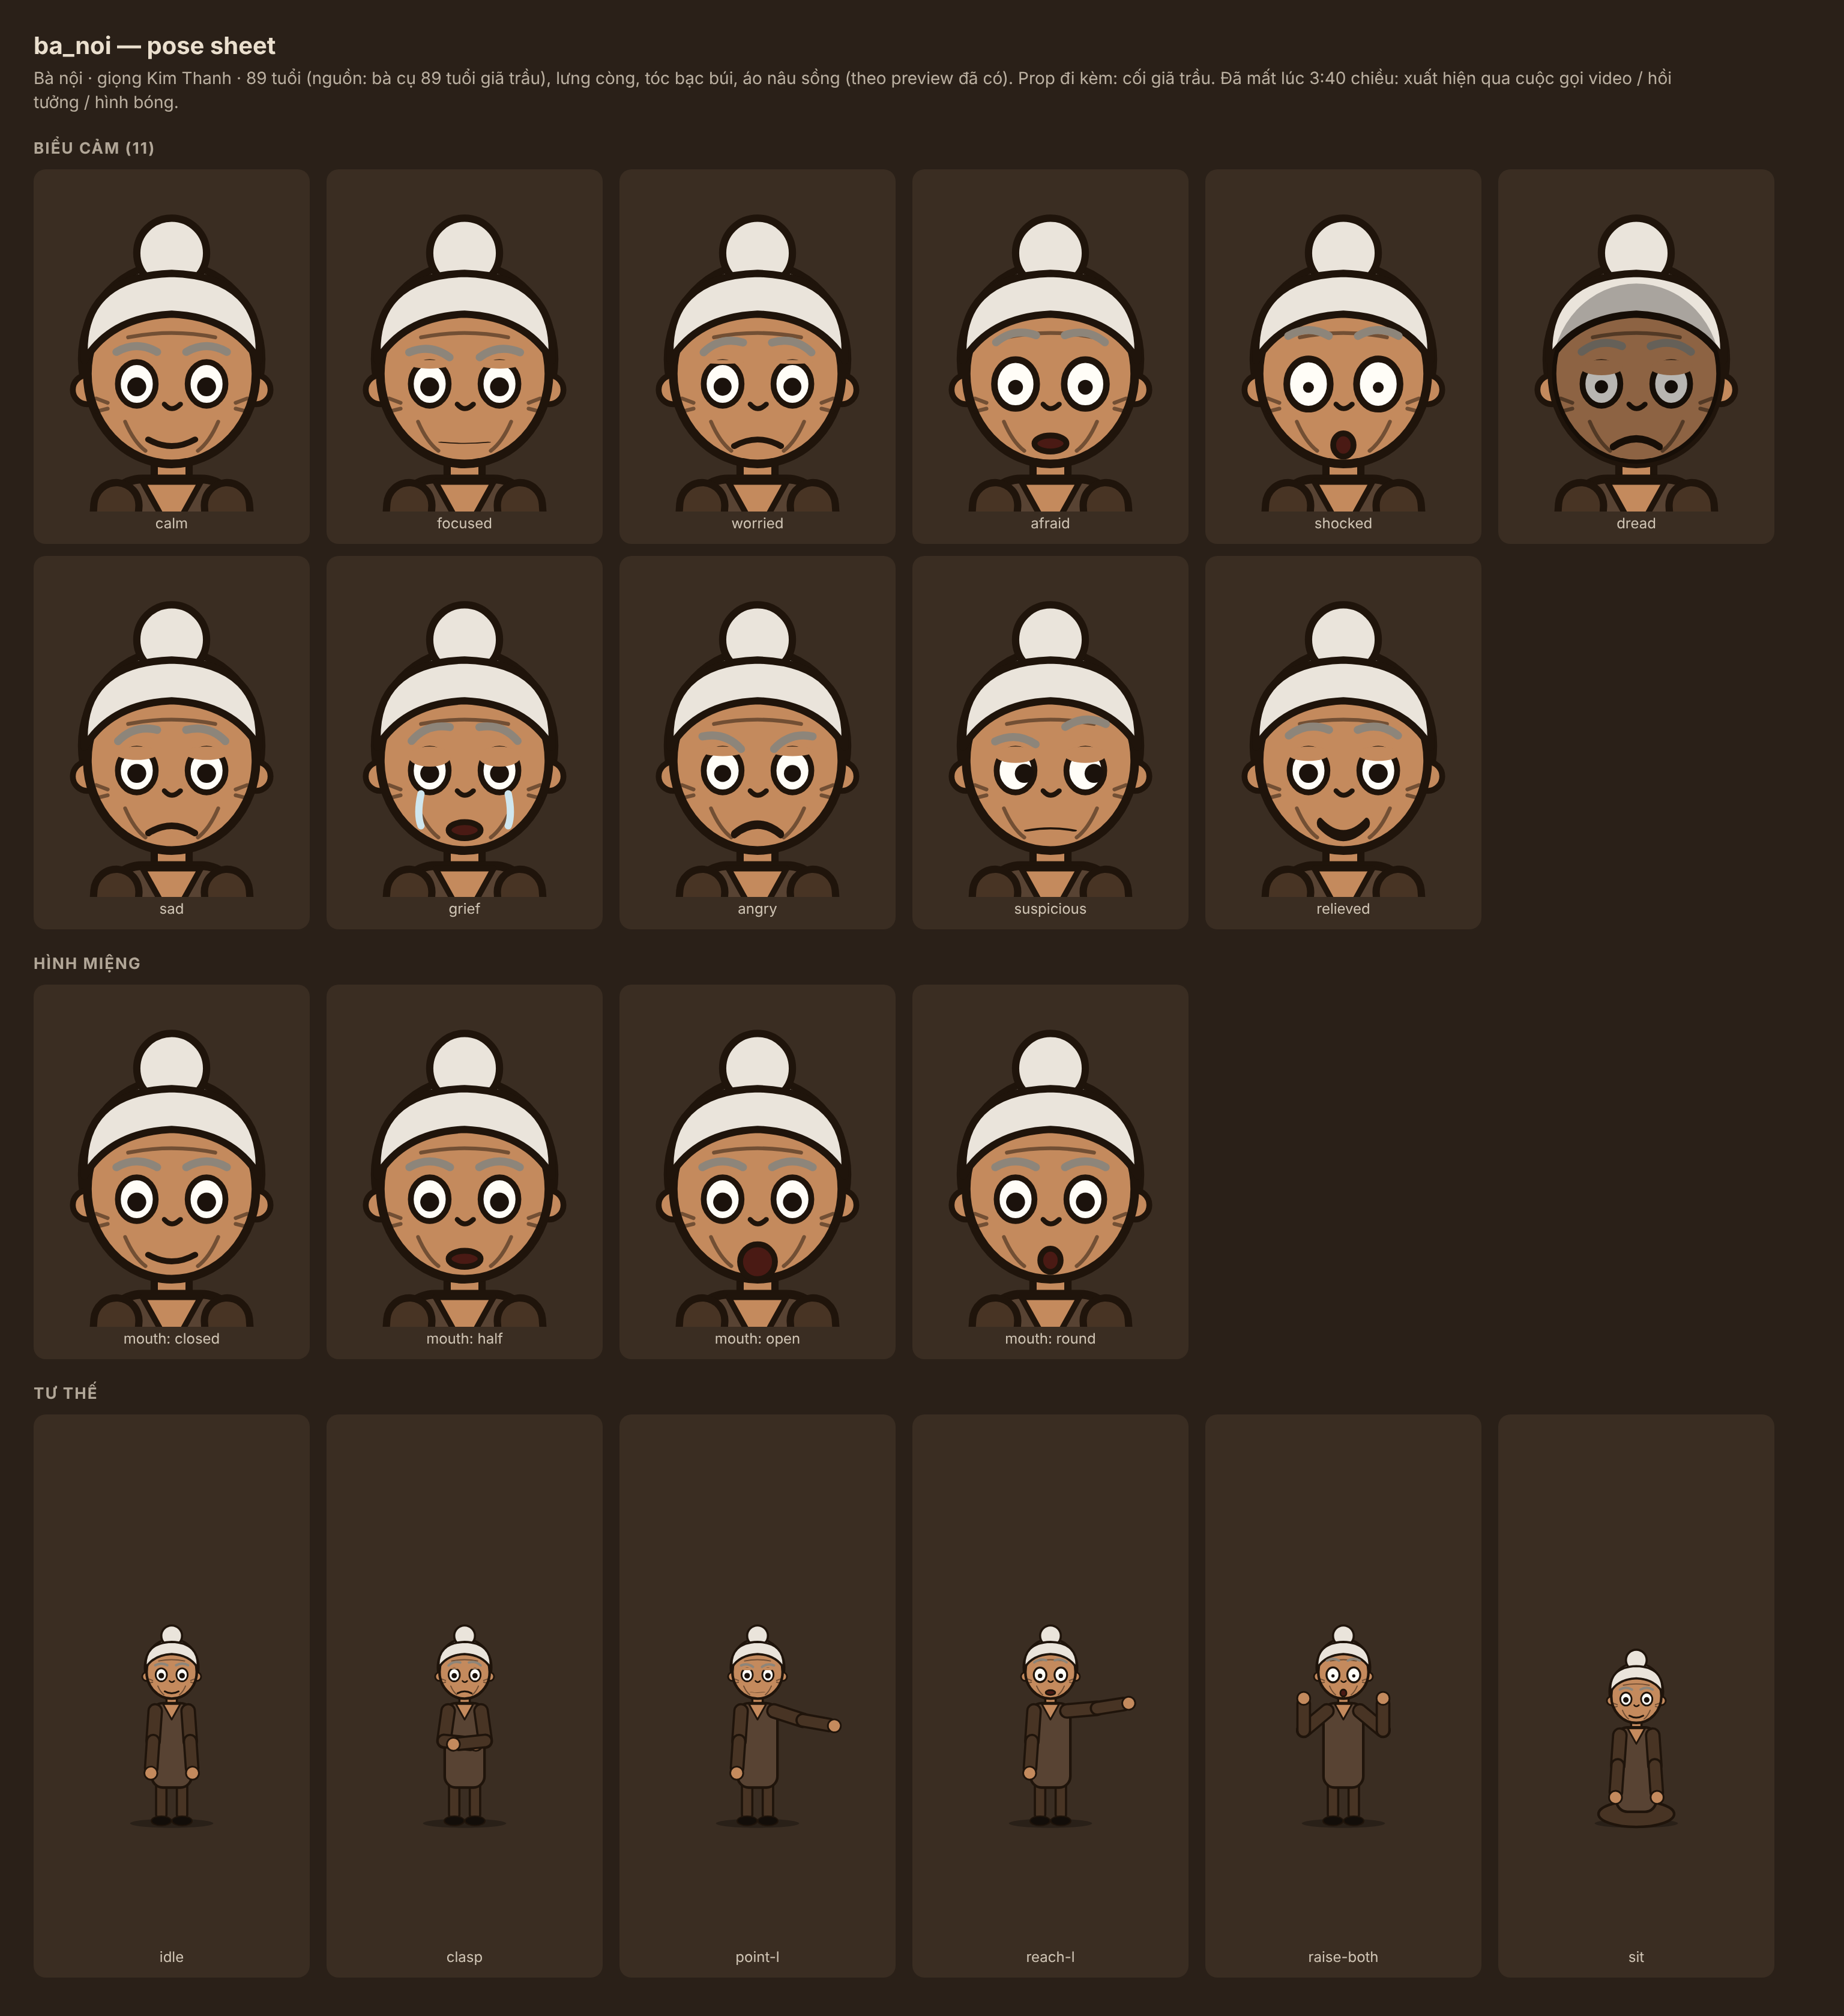 ba_noi — pose sheet
Bà nội · giọng Kim Thanh · 89 tuổi (nguồn: bà cụ 89 tuổi giã trầu), lưng còng, tóc bạc búi, áo nâu sồng (theo preview đã có). Prop đi kèm: cối giã trầu. Đã mất lúc 3:40 chiều: xuất hiện qua cuộc gọi video / hồi
tưởng / hình bóng.
BIỂU CẢM (11)
calm
focused
worried
afraid
shocked
dread
sad
grief
angry
suspicious
relieved
HÌNH MIỆNG
mouth: closed
mouth: half
mouth: open
mouth: round
TƯ THẾ
idle
clasp
point-l
reach-l
raise-both
sit